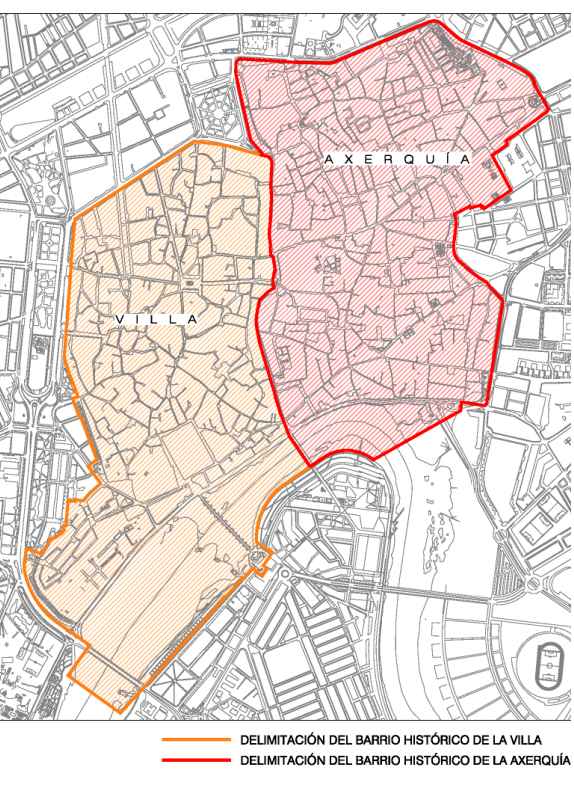 A X E R Q U Í A
V I L L A
DELIMITACIÓN DEL BARRIO HISTÓRICO DE LA VILLA
DELIMITACIÓN DEL BARRIO HISTÓRICO DE LA AXERQUÍA